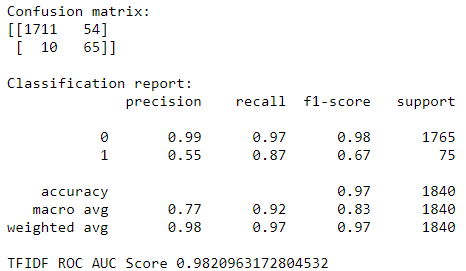 Confusion matrix:
[[1711   54]
 [  10   65]]
Classification report:
precision recall f1-score support
0 0.99 0.97 0.98 1765
1 0.55 0.87 0.67 75
accuracy 0.97 1840
macro avg 0.77 0.92 0.83 1840
weighted avg 0.98 0.97 0.97 1840
TFIDF ROC AUC Score 0.9820963172804532